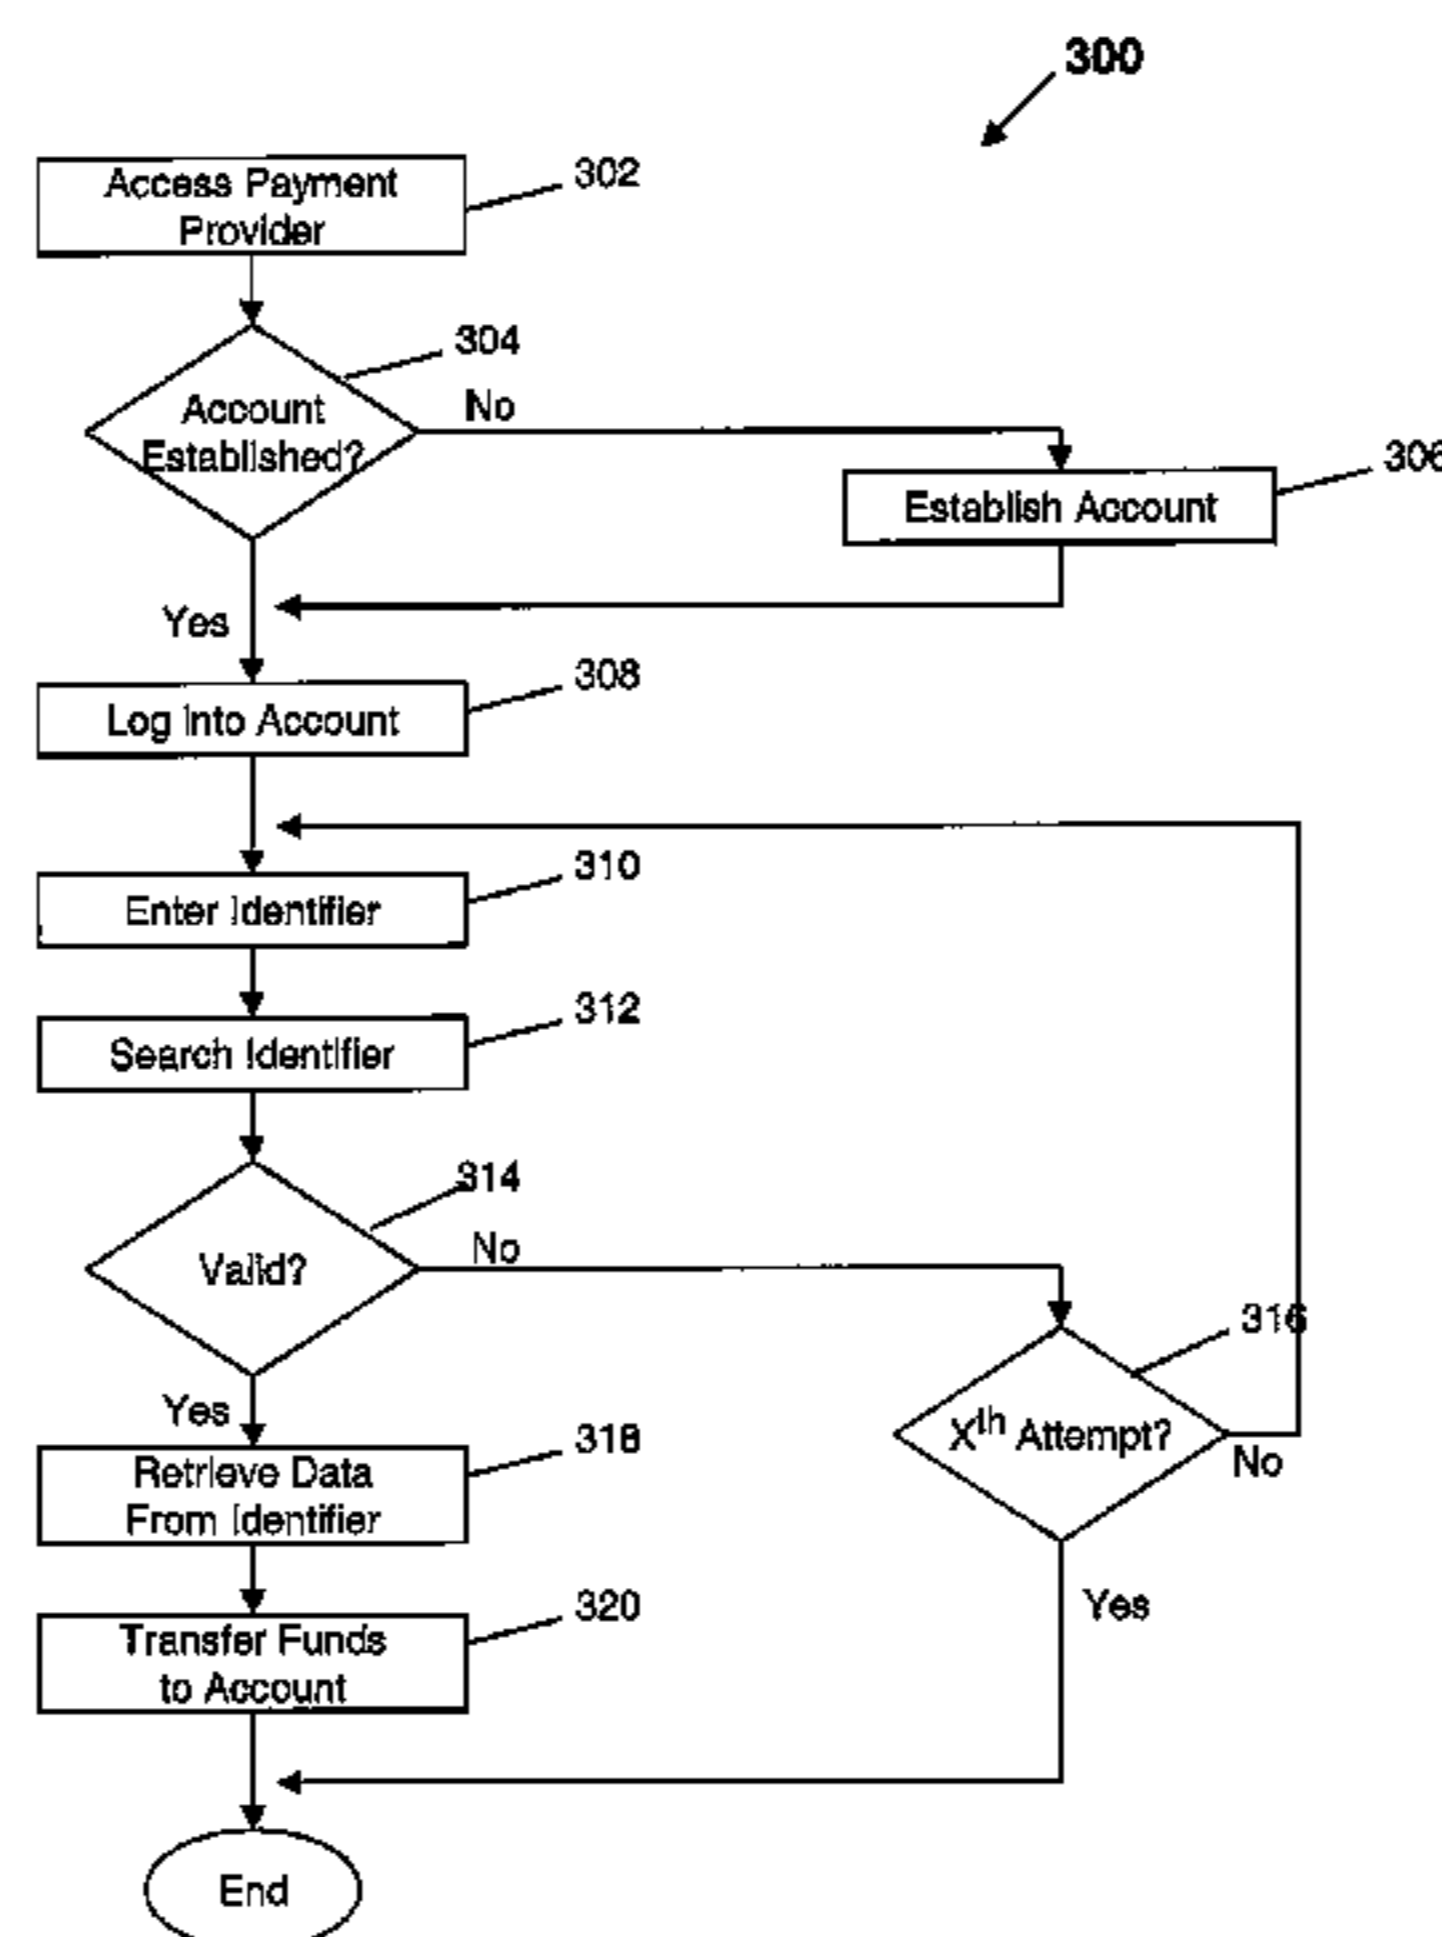 300
Access Payment
Provider
302
304
Account
Established?
No
306
Establish Account
Yes
308
Log Into Account
310
Enter Identifier
312
Search Identifier
314
Valid?
No
316
Xth Attempt?
No
Yes
318
Retrieve Data
From Identifier
320
Transfer Funds
to Account
Yes
End